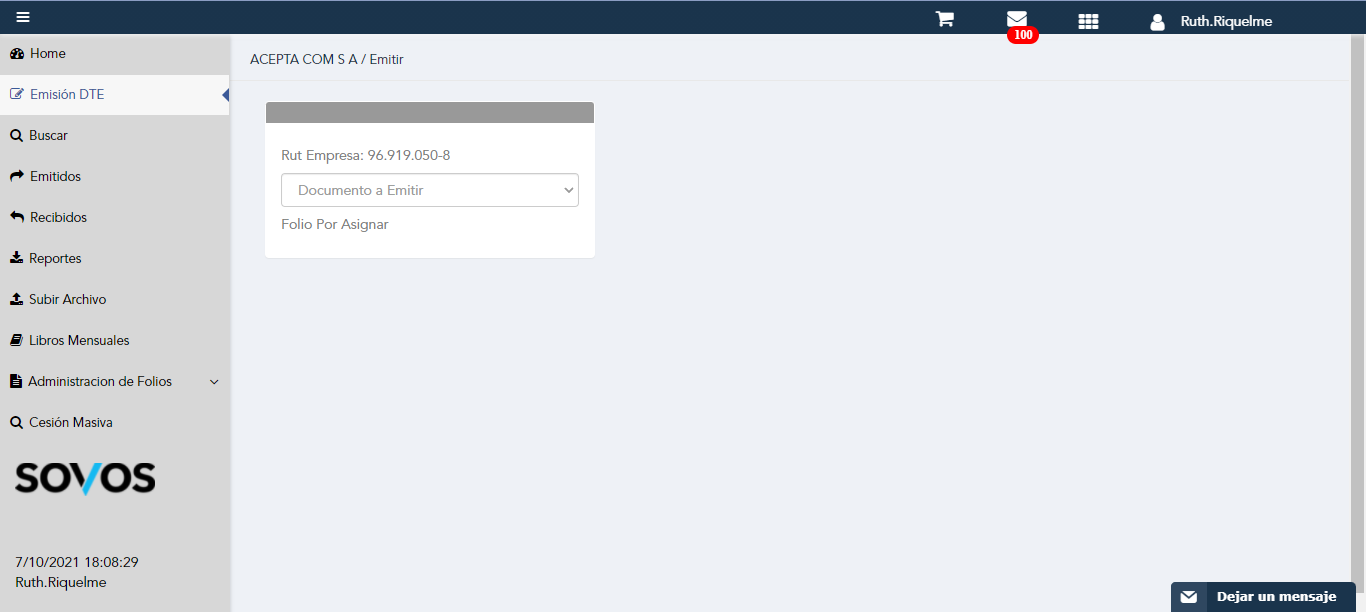 100
Ruth.Riquelme
Home
Emisión DTE
Buscar
Emitidos
Recibidos
Reportes
Subir Archivo
Libros Mensuales
Administracion de Folios
Cesión Masiva
SOVOS
7/10/2021 18:08:29
Ruth.Riquelme
ACEPTA COM S A / Emitir
Rut Empresa: 96.919.050-8
Documento a Emitir
Folio Por Asignar
Dejar un mensaje